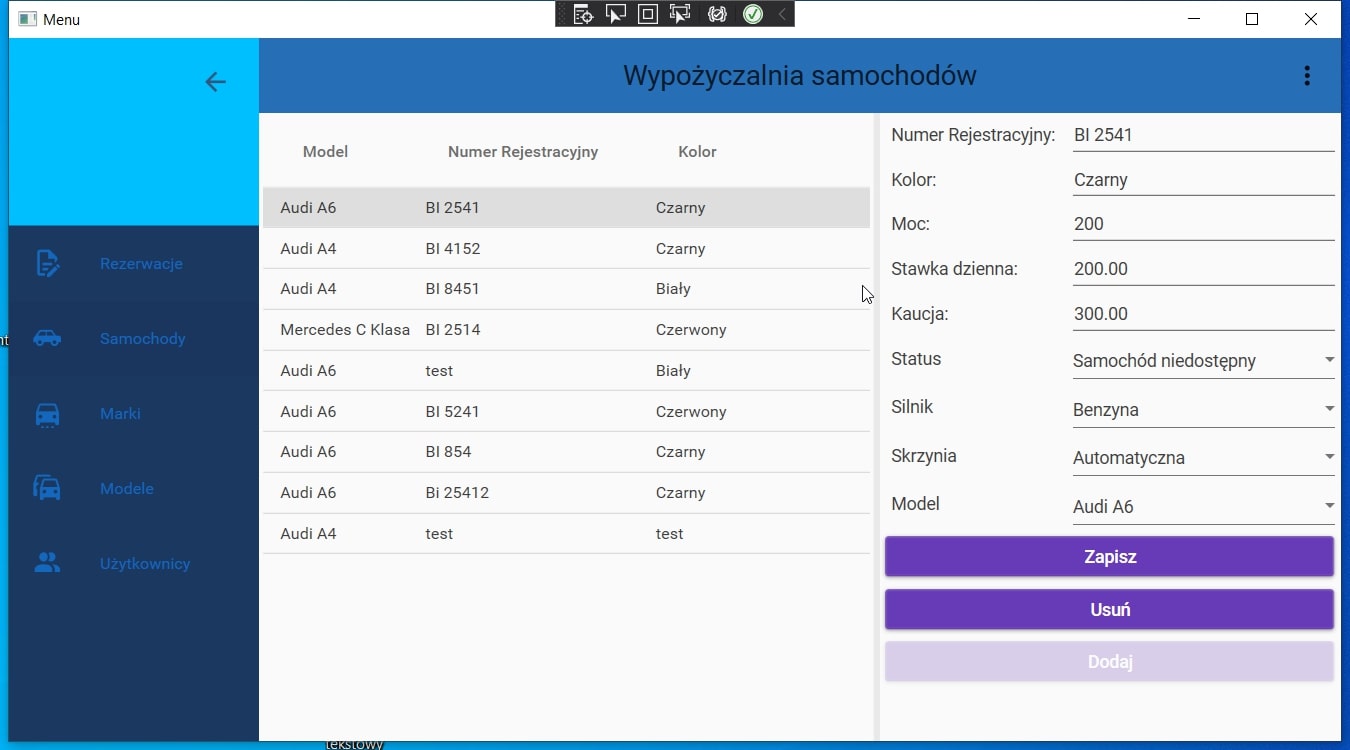 Menu
Wypożyczalnia samochodów
Rezerwacje
Samochody
Marki
Modele
Użytkownicy
Model Numer Rejestracyjny Kolor
Audi A6 BI 2541 Czarny
Audi A4 BI 4152 Czarny
Audi A4 BI 8451 Biały
Mercedes C Klasa BI 2514 Czerwony
Audi A6 test Biały
Audi A6 BI 5241 Czerwony
Audi A6 BI 854 Czarny
Audi A6 Bi 25412 Czarny
Audi A4 test test
Numer Rejestracyjny: BI 2541
Kolor: Czarny
Moc: 200
Stawka dzienna: 200.00
Kaucja: 300.00
Status Samochód niedostępny
Silnik Benzyna
Skrzynia Automatyczna
Model Audi A6
Zapisz
Usuń
Dodaj
nt
tekstowy